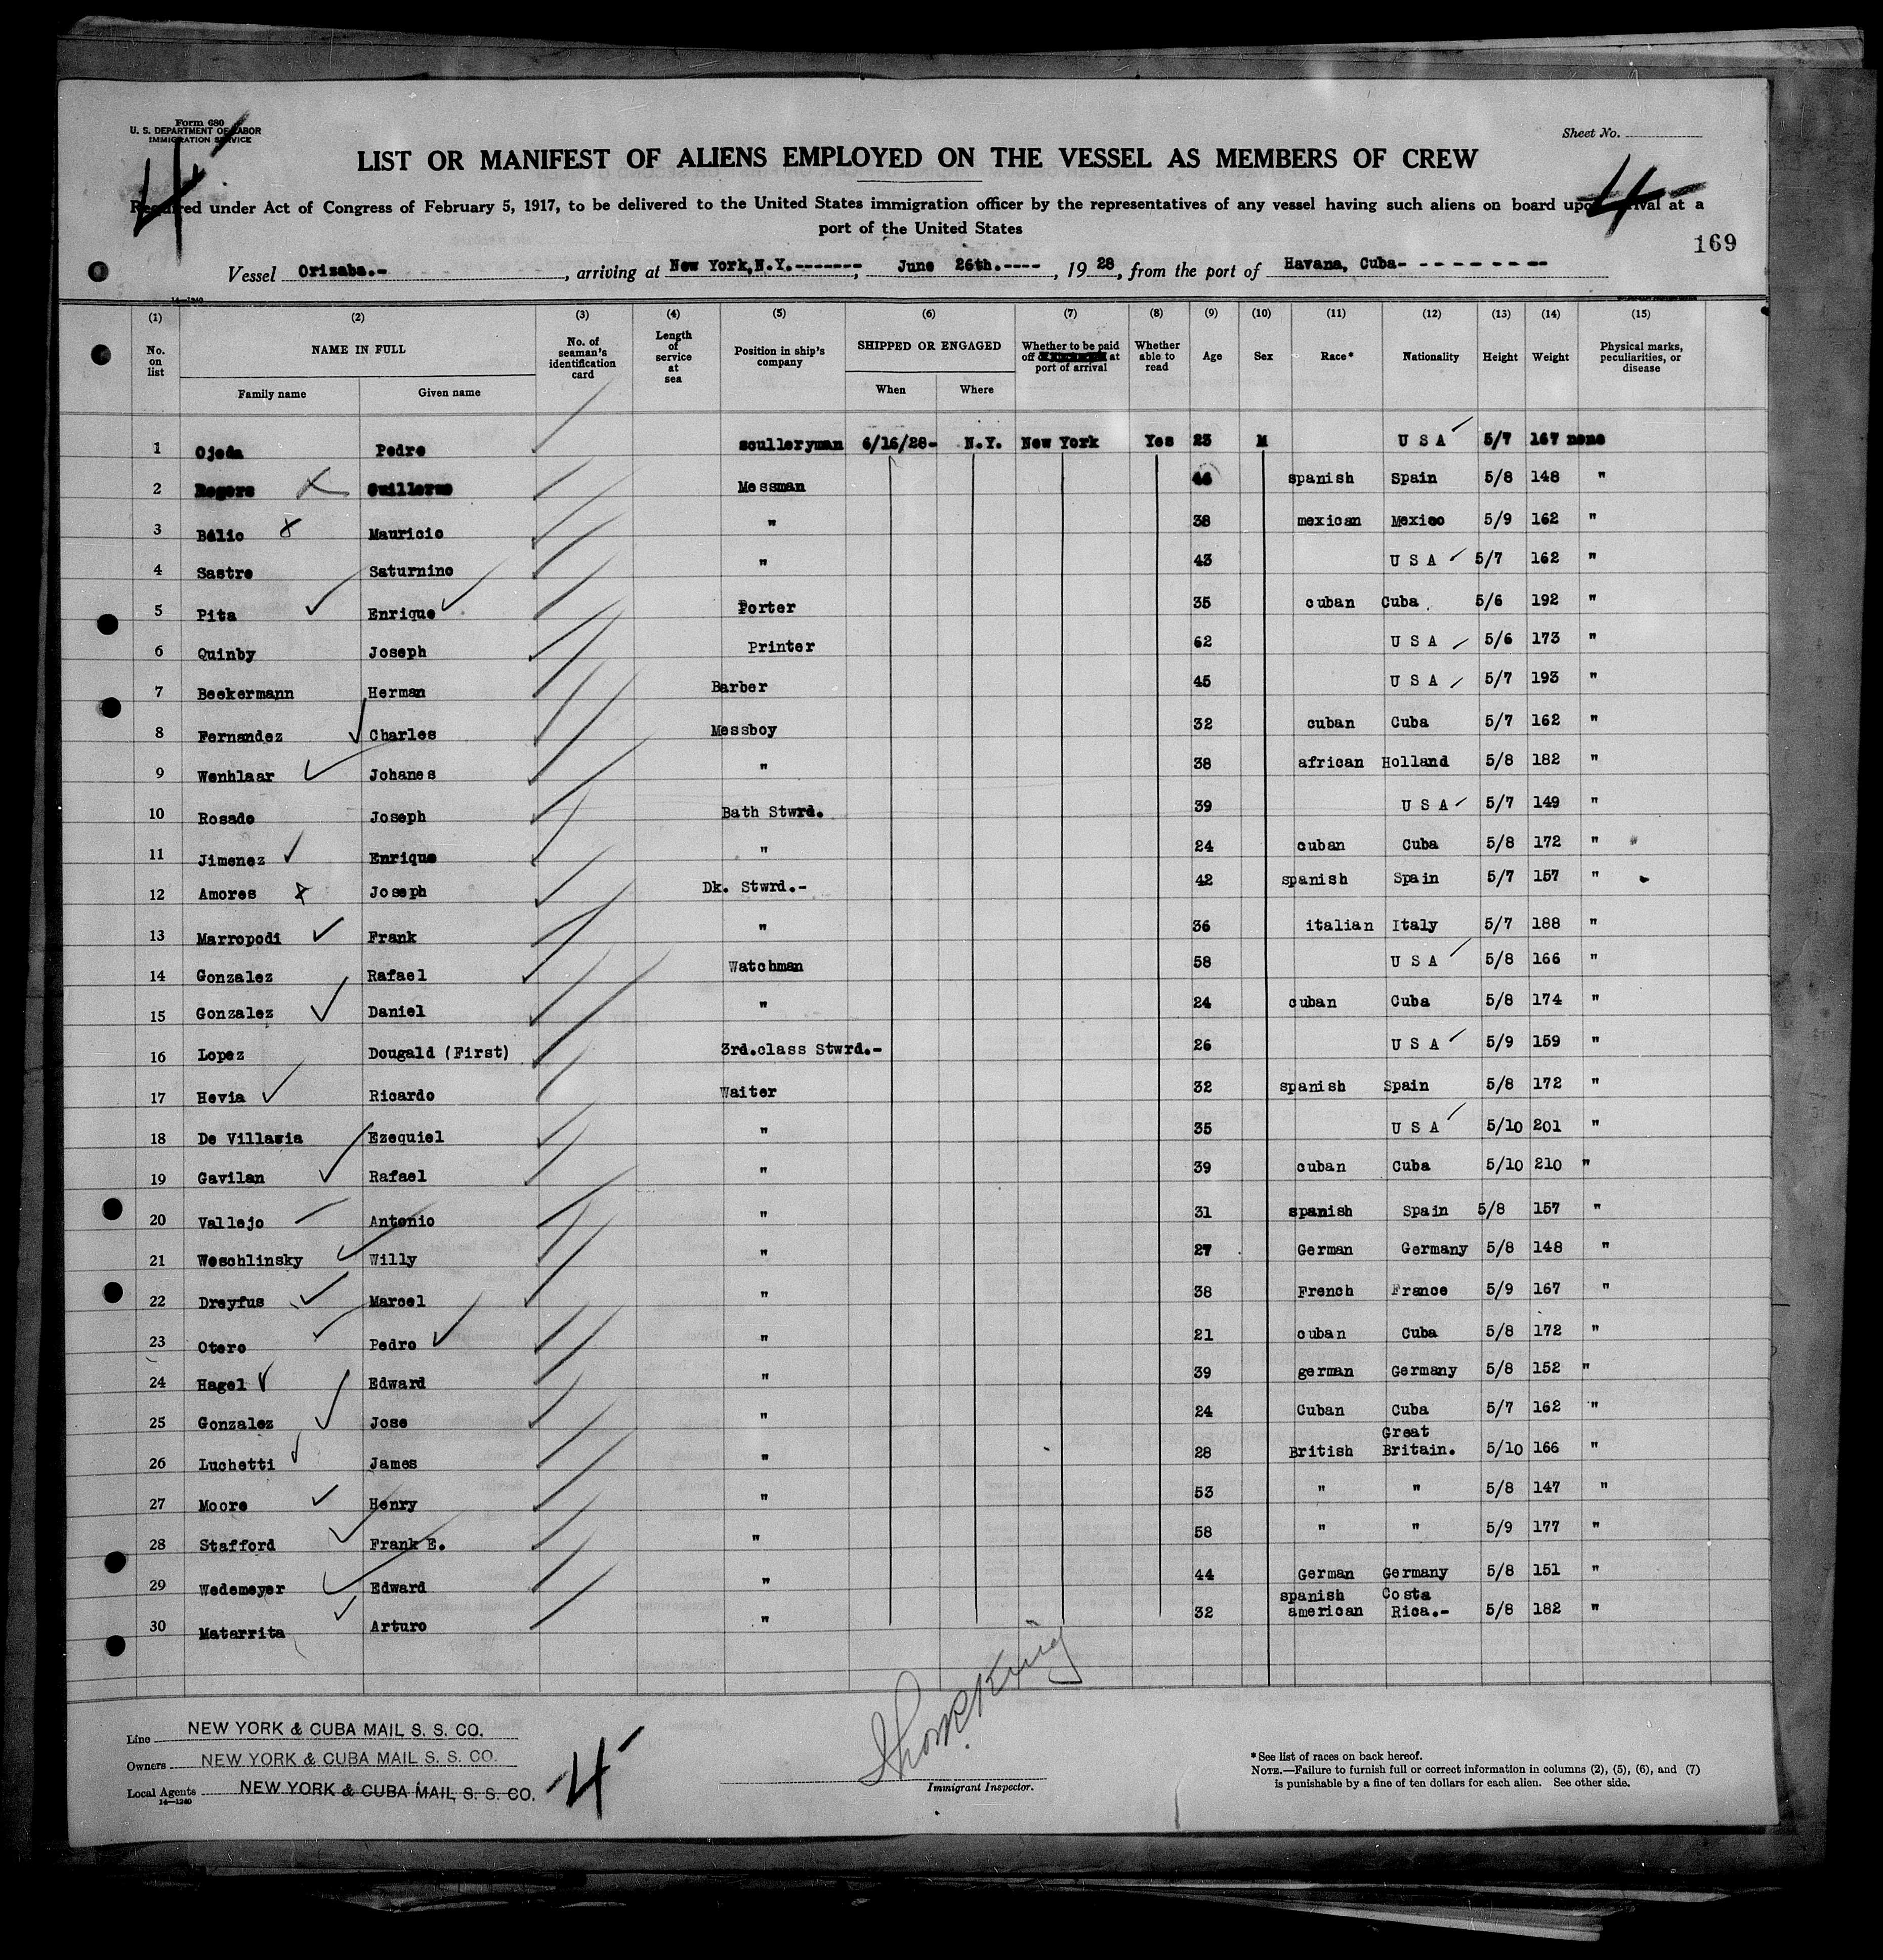 Form 680
U. S. DEPARTMENT OF LABOR
IMMIGRATION SERVICE
Sheet No.
4
4
LIST OR MANIFEST OF ALIENS EMPLOYED ON THE VESSEL AS MEMBERS OF CREW
Required under Act of Congress of February 5, 1917, to be delivered to the United States immigration officer by the representatives of any vessel having such aliens on board upon arrival at a
port of the United States
169
Vessel Orizaba.- , arriving at New York,N.Y.-------, June 26th.----, 19 28, from the port of Havana, Cuba- - - - - - - --
14—1240
(1) (2) (3) (4) (5) (6) (7) (8) (9) (10) (11) (12) (13) (14) (15)
No. on list NAME IN FULL Family name Given name No. of seaman's identification card Length of service at sea Position in ship's company SHIPPED OR ENGAGED When Where Whether to be paid off at port of arrival Whether able to read Age Sex Race* Nationality Height Weight Physical marks, peculiarities, or disease
1 Ojeda Pedro sculleryman 6/16/28- N.Y. New York Yes 23 M U S A 5/7 167 none
2 Rogers Guillermo Messman spanish Spain 5/8 148 "
3 Bélic Mauricio " 38 mexican Mexico 5/9 162 "
4 Sastre Saturnino " 43 U S A 5/7 162 "
5 Pita Enrique Porter 35 cuban Cuba 5/6 192 "
6 Quinby Joseph Printer 62 U S A 5/6 173 "
7 Beekermann Herman Barber 45 U S A 5/7 193 "
8 Fernandez Charles Messboy 32 cuban Cuba 5/7 162 "
9 Wenhlaar Johanes " 38 african Holland 5/8 182 "
10 Rosade Joseph Bath Stwrd. 39 U S A 5/7 149 "
11 Jimenez Enrique " 24 cuban Cuba 5/8 172 "
12 Amores Joseph Dk. Stwrd.- 42 spanish Spain 5/7 157 "
13 Marropodi Frank " 36 italian Italy 5/7 188 "
14 Gonzalez Rafael Watchman 58 U S A 5/8 166 "
15 Gonzalez Daniel " 24 cuban Cuba 5/8 174 "
16 Lopez Dougald (First) 3rd.class Stwrd.- 26 U S A 5/9 159 "
17 Hevia Ricardo Waiter 32 spanish Spain 5/8 172 "
18 De Villasia Ezequiel " 35 U S A 5/10 201 "
19 Gavilan Rafael " 39 cuban Cuba 5/10 210 "
20 Vallejo Antonio " 31 spanish Spain 5/8 157 "
21 Weschlinsky Willy " 27 German Germany 5/8 148 "
22 Dreyfus Marcel " 38 French France 5/9 167 "
23 Otero Pedro " 21 cuban Cuba 5/8 172 "
24 Hagel Edward " 39 german Germany 5/8 152 "
25 Gonzalez Jose " 24 Cuban Cuba 5/7 162 "
26 Luchetti James " 28 British Great Britain. 5/10 166 "
27 Moore Henry " 53 " " 5/8 147 "
28 Stafford Frank E. " 58 " " 5/9 177 "
29 Wedemeyer Edward " 44 German Germany 5/8 151 "
30 Matarrita Arturo " 32 spanish american Costa Rica.- 5/8 182 "
Line NEW YORK & CUBA MAIL S. S. CO.
Owners NEW YORK & CUBA MAIL S. S. CO.
Local Agents NEW YORK & CUBA MAIL S. S. CO.
14—1240
4
Immigrant Inspector.
*See list of races on back hereof.
NOTE.—Failure to furnish full or correct information in columns (2), (5), (6), and (7)
is punishable by a fine of ten dollars for each alien. See other side.